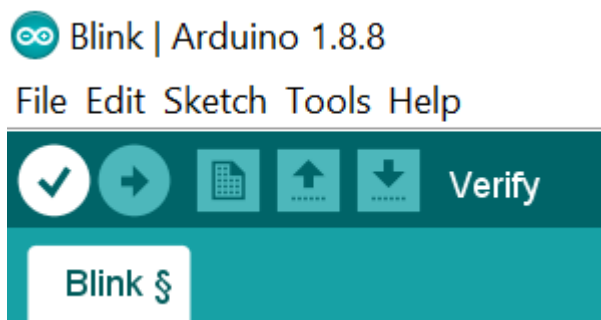 Blink | Arduino 1.8.8
File Edit Sketch Tools Help
Verify
Blink §